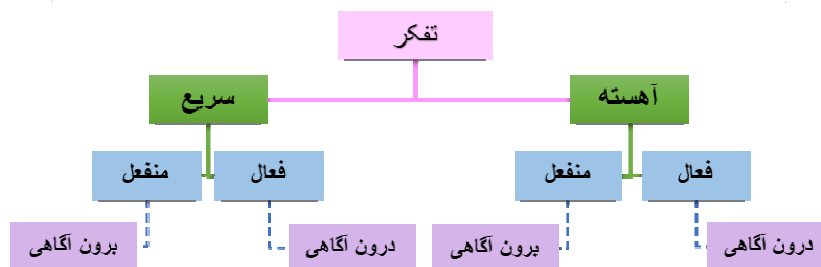 تفکر
آهسته
سریع
فعال
منفعل
فعال
منفعل
درون آگاهی
برون آگاهی
درون آگاهی
برون آگاهی